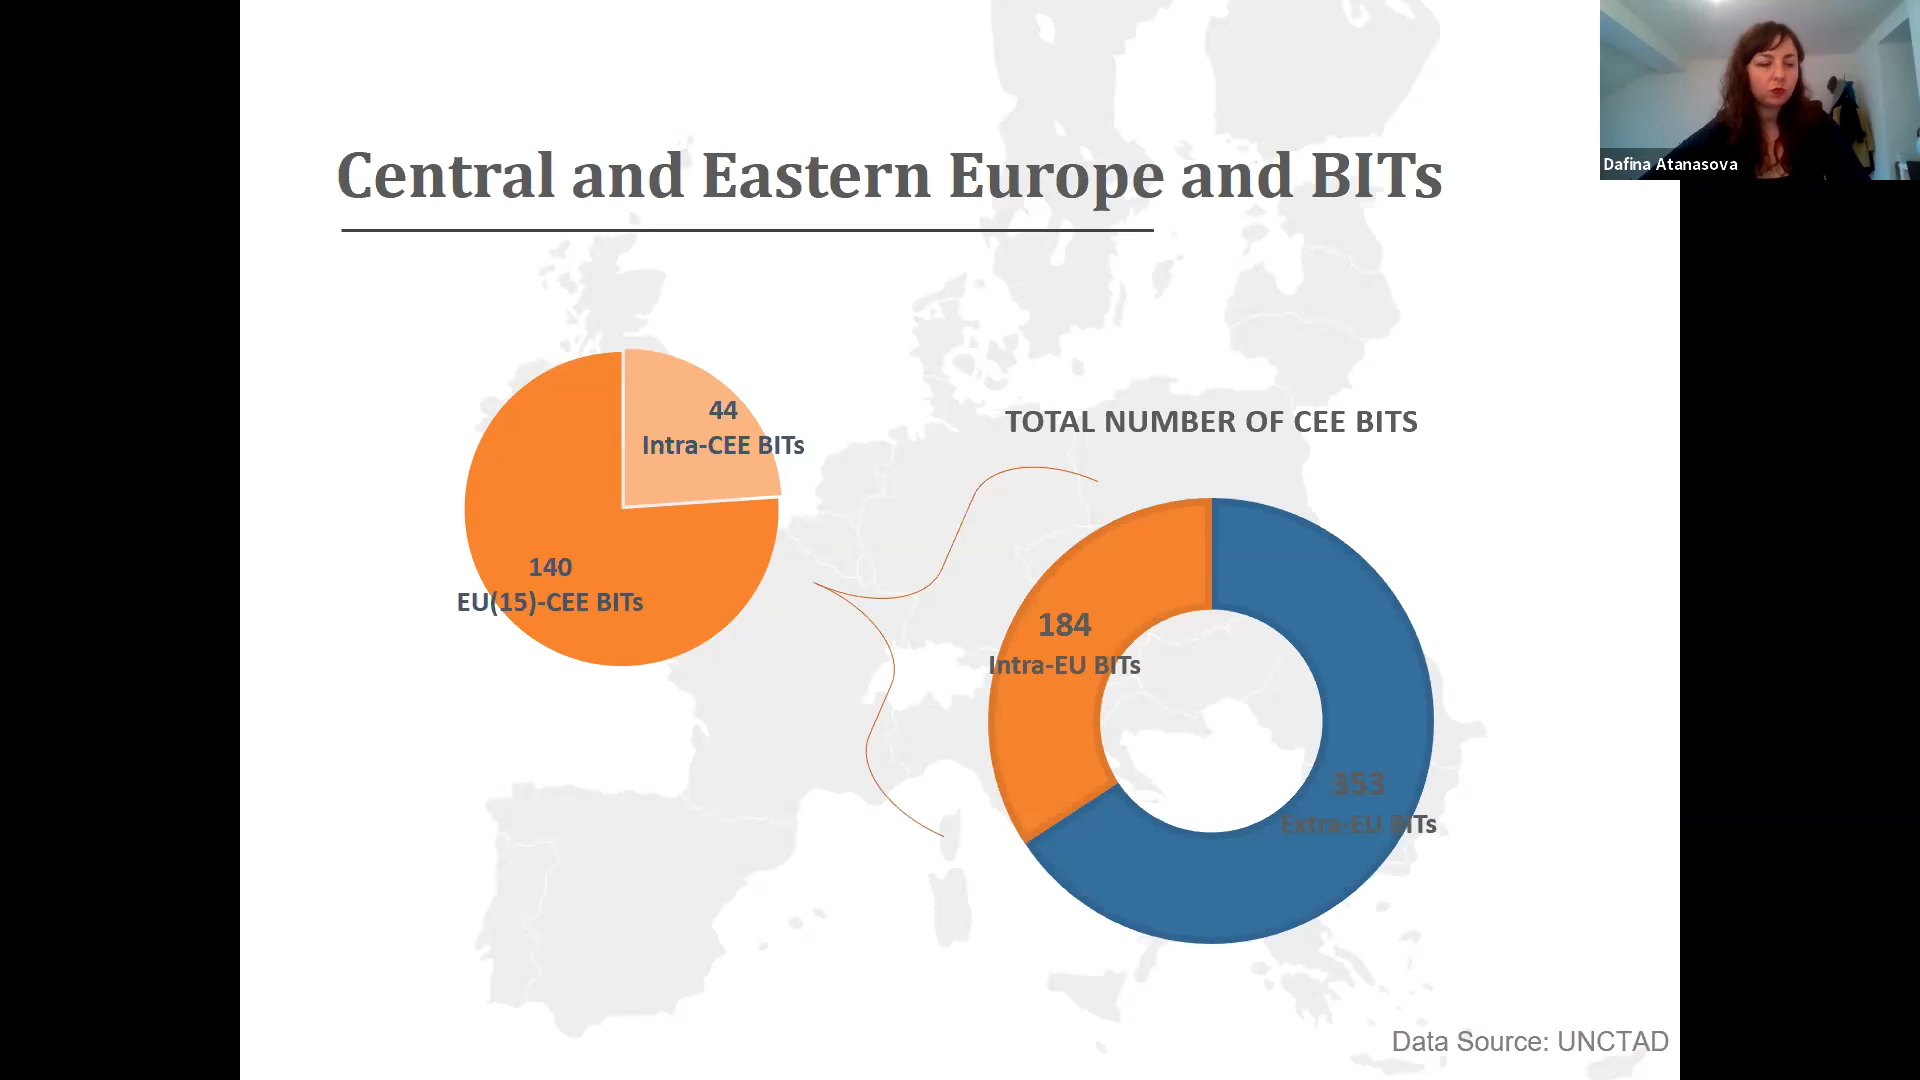 Central and Eastern Europe and BITs
Dafina Atanasova
44
Intra-CEE BITs
140
EU(15)-CEE BITs
TOTAL NUMBER OF CEE BITS
184
Intra-EU BITs
353
Extra-EU BITs
Data Source: UNCTAD